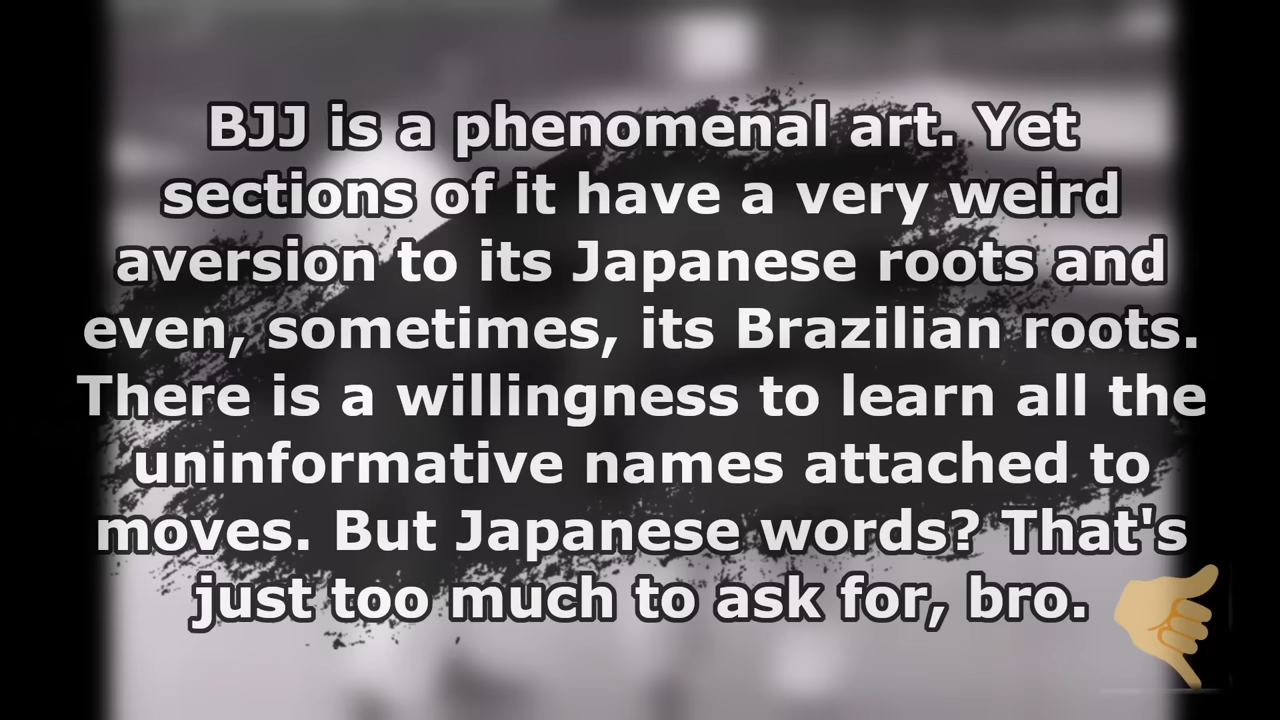 BJJ is a phenomenal art. Yet
sections of it have a very weird
aversion to its Japanese roots and
even, sometimes, its Brazilian roots.
There is a willingness to learn all the
uninformative names attached to
moves. But Japanese words? That's
just too much to ask for, bro.